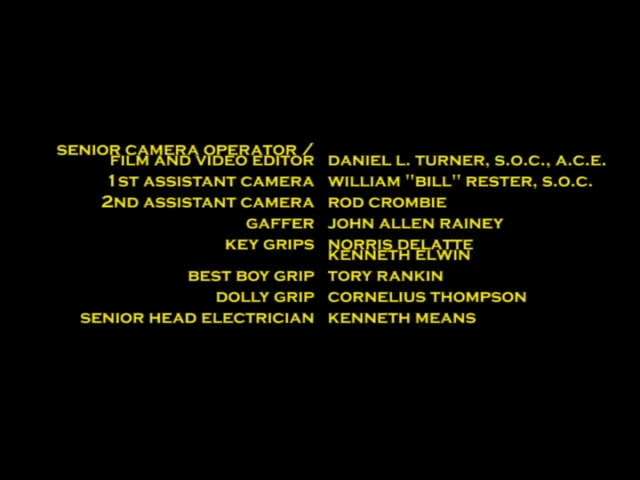 SENIOR CAMERA OPERATOR /
FILM AND VIDEO EDITOR DANIEL L. TURNER, S.O.C., A.C.E.
1ST ASSISTANT CAMERA WILLIAM "BILL" RESTER, S.O.C.
2ND ASSISTANT CAMERA ROD CROMBIE
GAFFER JOHN ALLEN RAINEY
KEY GRIPS NORRIS DELATTE
KENNETH ELWIN
BEST BOY GRIP TORY RANKIN
DOLLY GRIP CORNELIUS THOMPSON
SENIOR HEAD ELECTRICIAN KENNETH MEANS